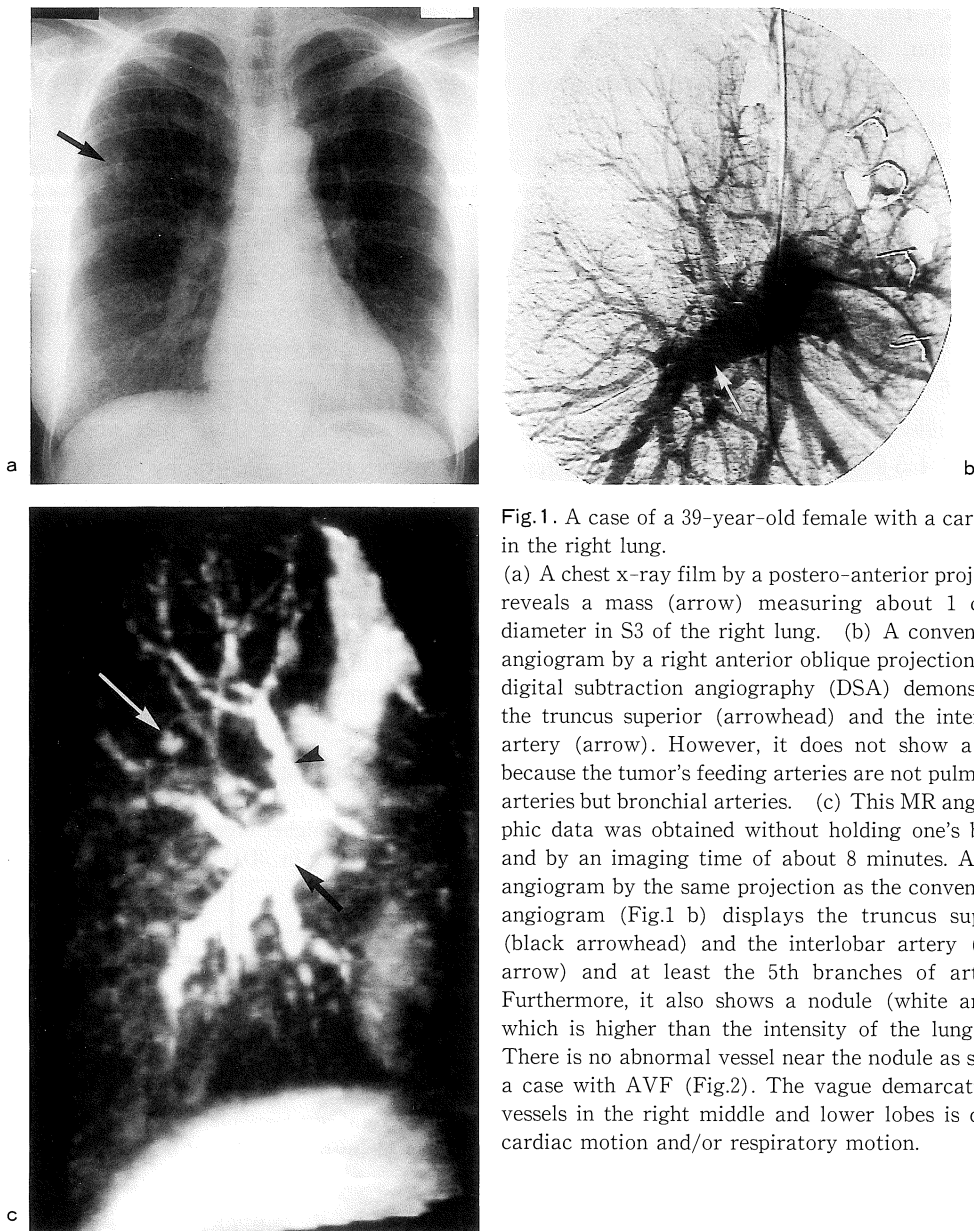 a
b
Fig.1. A case of a 39-year-old female with a car
in the right lung.
(a) A chest x-ray film by a postero-anterior proj
reveals a mass (arrow) measuring about 1 c
diameter in S3 of the right lung. (b) A conven
angiogram by a right anterior oblique projection
digital subtraction angiography (DSA) demons
the truncus superior (arrowhead) and the inte
artery (arrow). However, it does not show a
because the tumor's feeding arteries are not pulm
arteries but bronchial arteries. (c) This MR ang
phic data was obtained without holding one's b
and by an imaging time of about 8 minutes. A
angiogram by the same projection as the conven
angiogram (Fig.1 b) displays the truncus su
(black arrowhead) and the interlobar artery (
arrow) and at least the 5th branches of art
Furthermore, it also shows a nodule (white ar
which is higher than the intensity of the lung
There is no abnormal vessel near the nodule as s
a case with AVF (Fig.2). The vague demarcat
vessels in the right middle and lower lobes is
cardiac motion and/or respiratory motion.
c